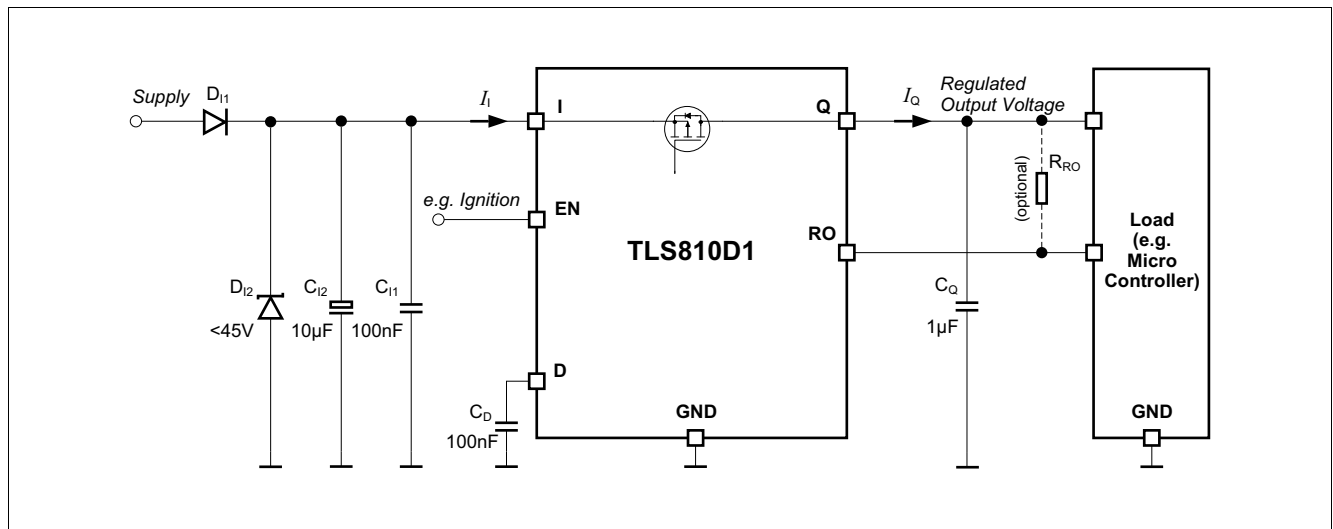 Supply
D_I1
I_I
I
Q
I_Q
Regulated
Output Voltage
R_RO
(optional)
e.g. Ignition
EN
RO
TLS810D1
Load
(e.g.
Micro
Controller)
D_I2
<45V
C_I2
10µF
C_I1
100nF
C_Q
1µF
D
C_D
100nF
GND
GND